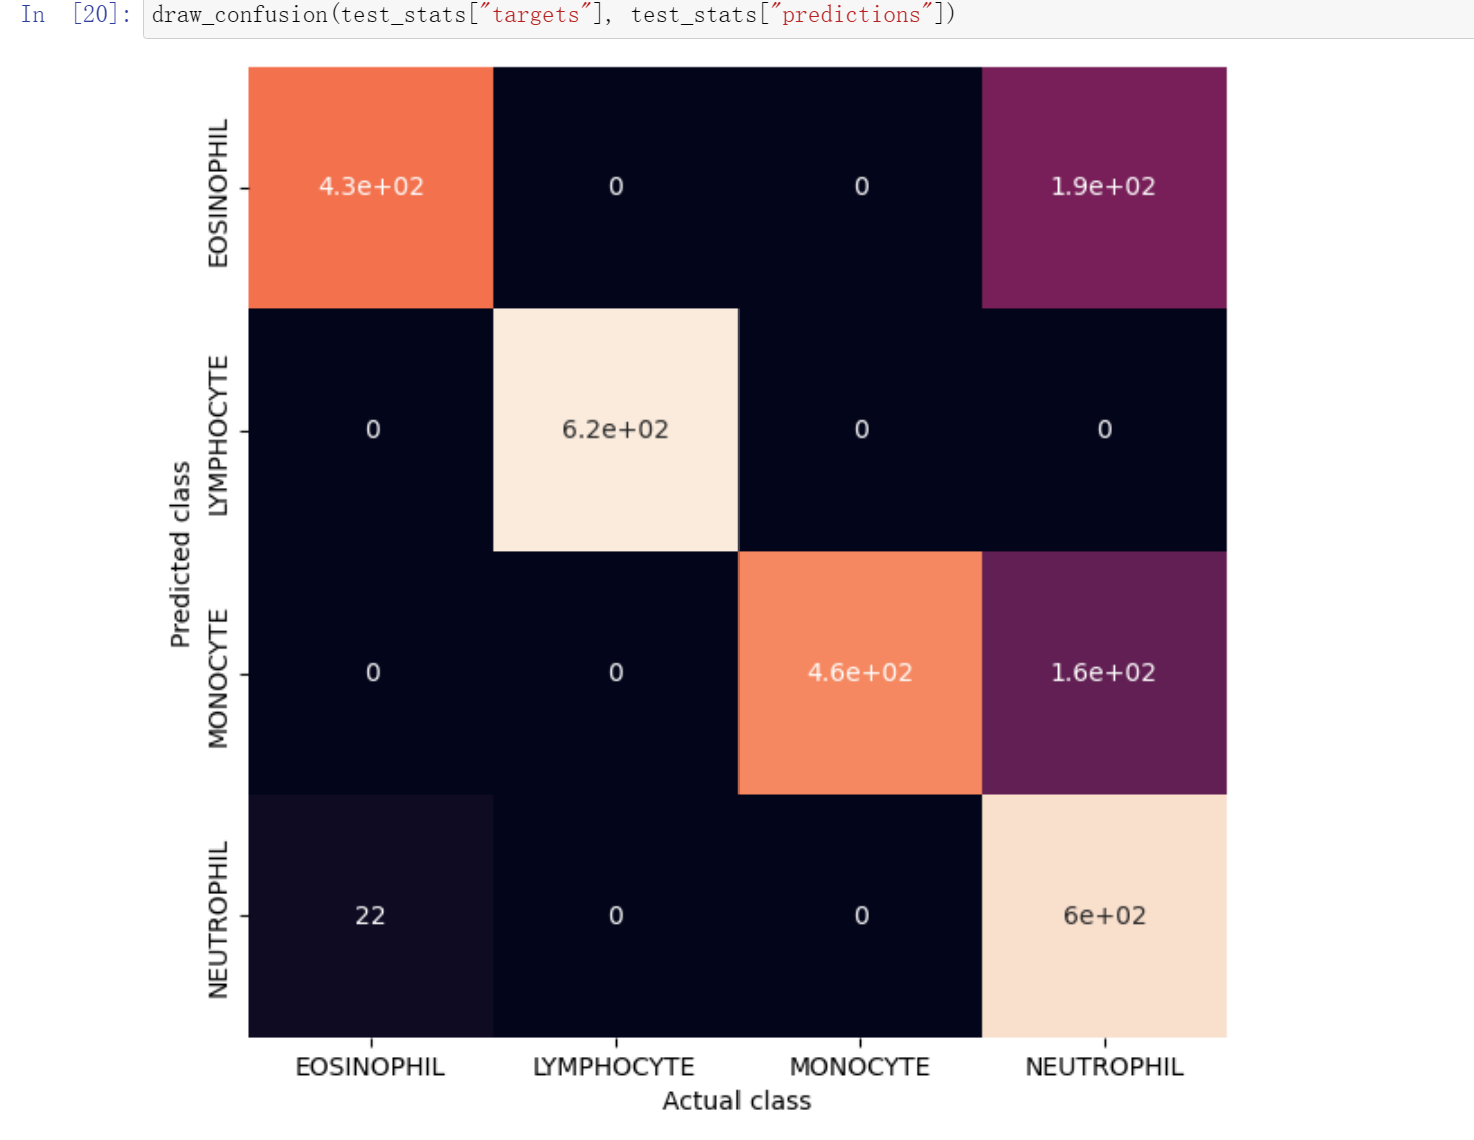 In [20]: draw_confusion(test_stats["targets"], test_stats["predictions"])
EOSINOPHIL
4.3e+02 0 0 1.9e+02
LYMPHOCYTE
0 6.2e+02 0 0
Predicted class
MONOCYTE
0 0 4.6e+02 1.6e+02
NEUTROPHIL
22 0 0 6e+02
EOSINOPHIL LYMPHOCYTE MONOCYTE NEUTROPHIL
Actual class